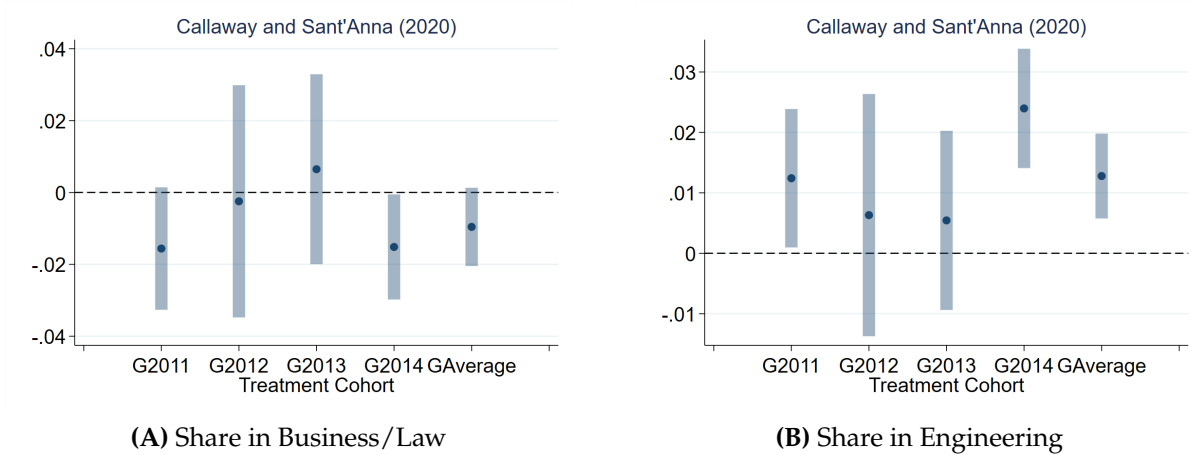 Callaway and Sant'Anna (2020)
.04
.02
0
-.02
-.04
G2011 G2012 G2013 G2014 GAverage
Treatment Cohort
(A) Share in Business/Law
Callaway and Sant'Anna (2020)
.03
.02
.01
0
-.01
G2011 G2012 G2013 G2014 GAverage
Treatment Cohort
(B) Share in Engineering